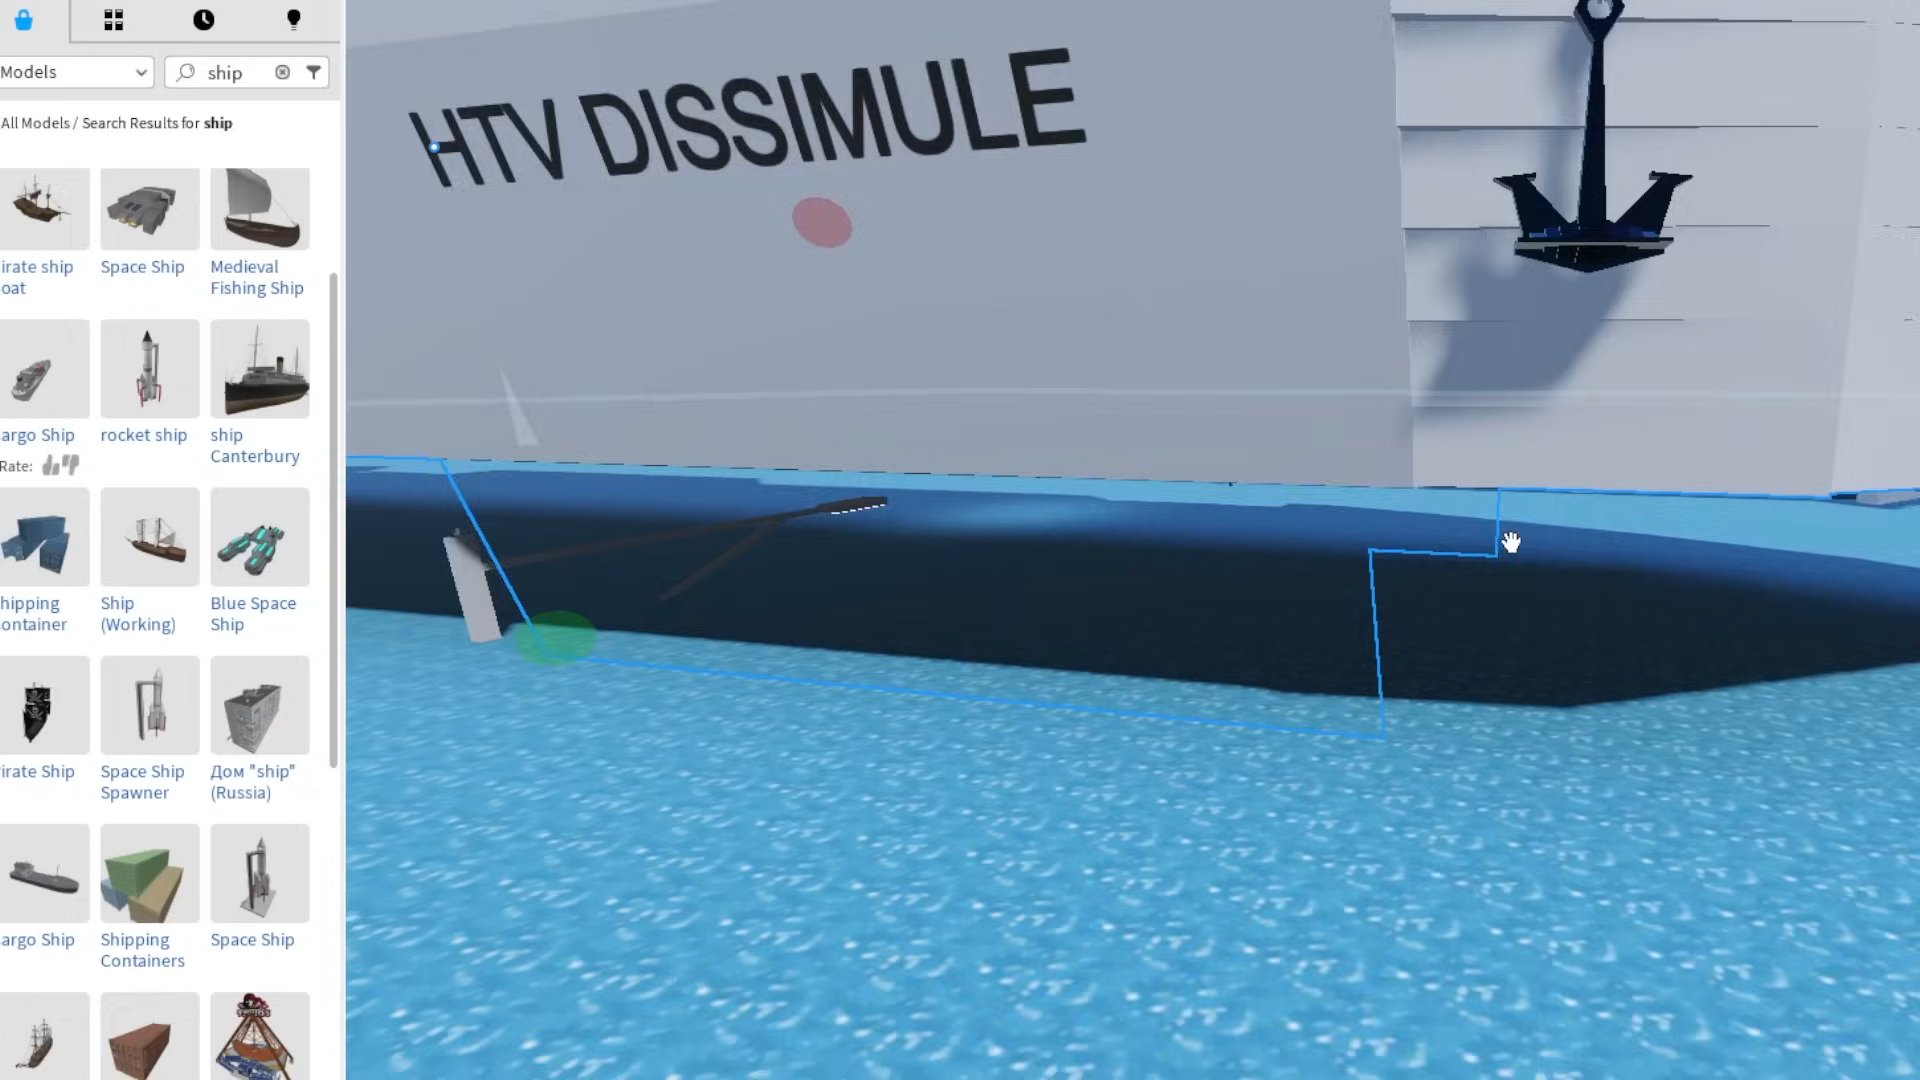 Models
ship
All Models / Search Results for ship
HTV DISSIMULE
irate ship
oat
Space Ship
Medieval
Fishing Ship
argo Ship
Rate:
rocket ship
ship
Canterbury
hipping
ontainer
Ship
(Working)
Blue Space
Ship
irate Ship
Space Ship
Spawner
Дом "ship"
(Russia)
argo Ship
Shipping
Containers
Space Ship